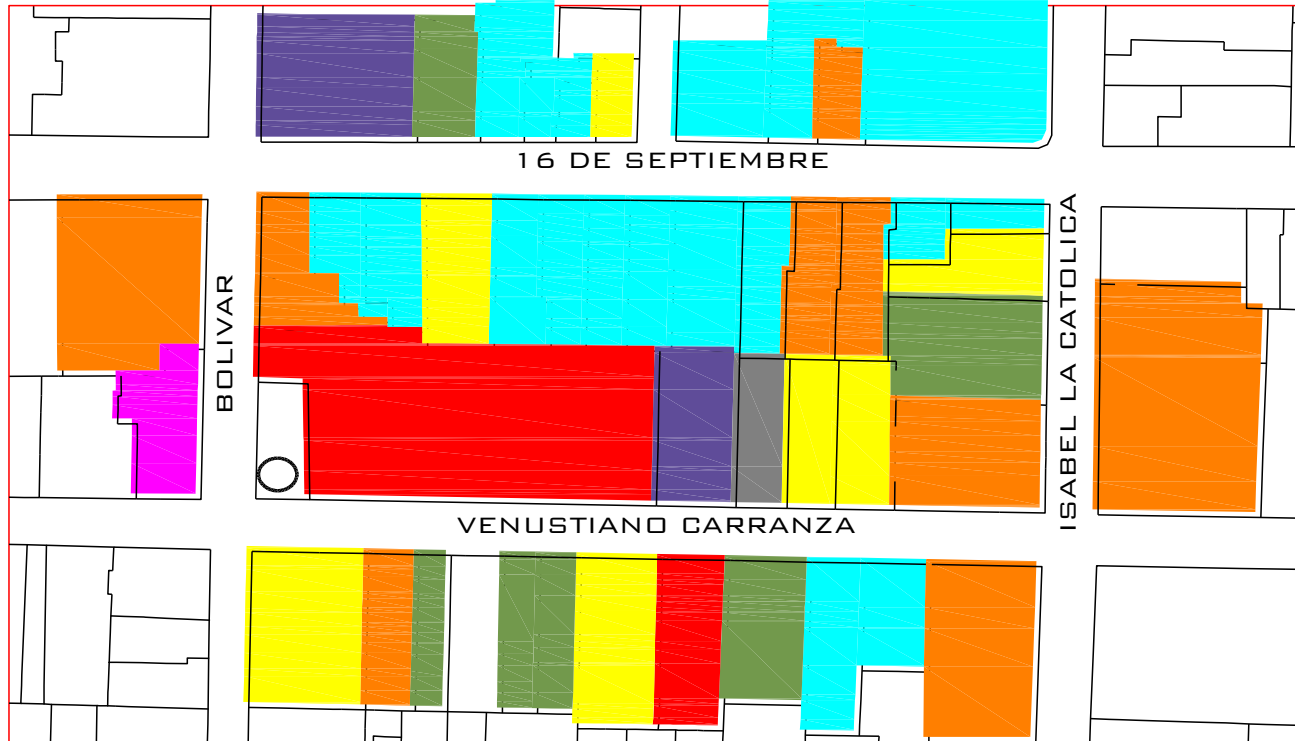 16 DE SEPTIEMBRE
BOLIVAR
ISABEL LA CATOLICA
VENUSTIANO CARRANZA